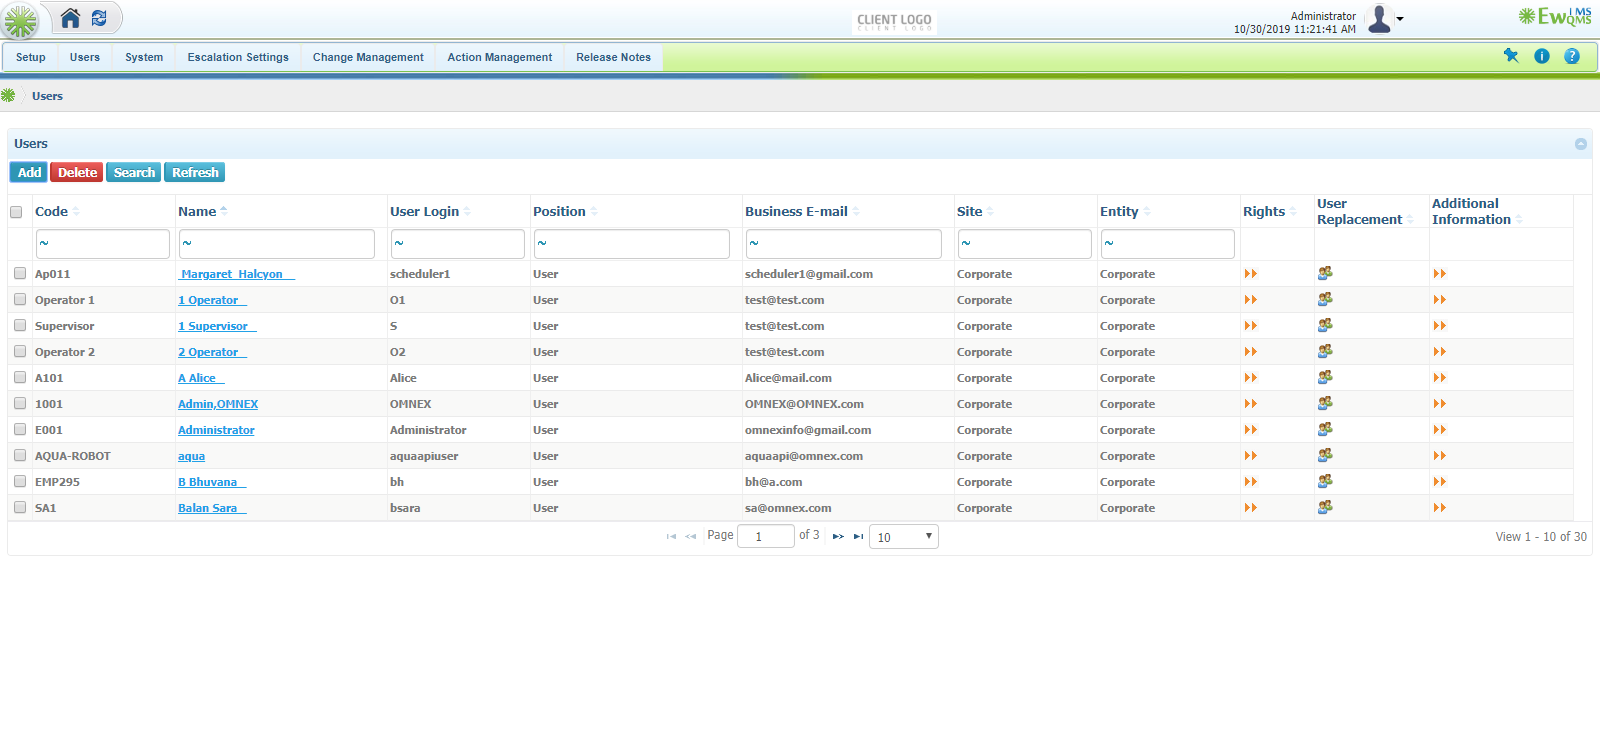 CLIENT LOGO
CLIENT LOGO
Administrator
10/30/2019 11:21:41 AM
EwQMS IMS
Setup Users System Escalation Settings Change Management Action Management Release Notes
Users
Users
Add Delete Search Refresh
Code Name User Login Position Business E-mail Site Entity Rights User Replacement Additional Information
~ ~ ~ ~ ~ ~ ~
Ap011 Margaret Halcyon scheduler1 User scheduler1@gmail.com Corporate Corporate
Operator 1 1 Operator O1 User test@test.com Corporate Corporate
Supervisor 1 Supervisor S User test@test.com Corporate Corporate
Operator 2 2 Operator O2 User test@test.com Corporate Corporate
A101 A Alice Alice User Alice@mail.com Corporate Corporate
1001 Admin,OMNEX OMNEX User OMNEX@OMNEX.com Corporate Corporate
E001 Administrator Administrator User omnexinfo@gmail.com Corporate Corporate
AQUA-ROBOT aqua aquaapiuser User aquaapi@omnex.com Corporate Corporate
EMP295 B Bhuvana bh User bh@a.com Corporate Corporate
SA1 Balan Sara bsara User sa@omnex.com Corporate Corporate
Page 1 of 3 10 View 1 - 10 of 30